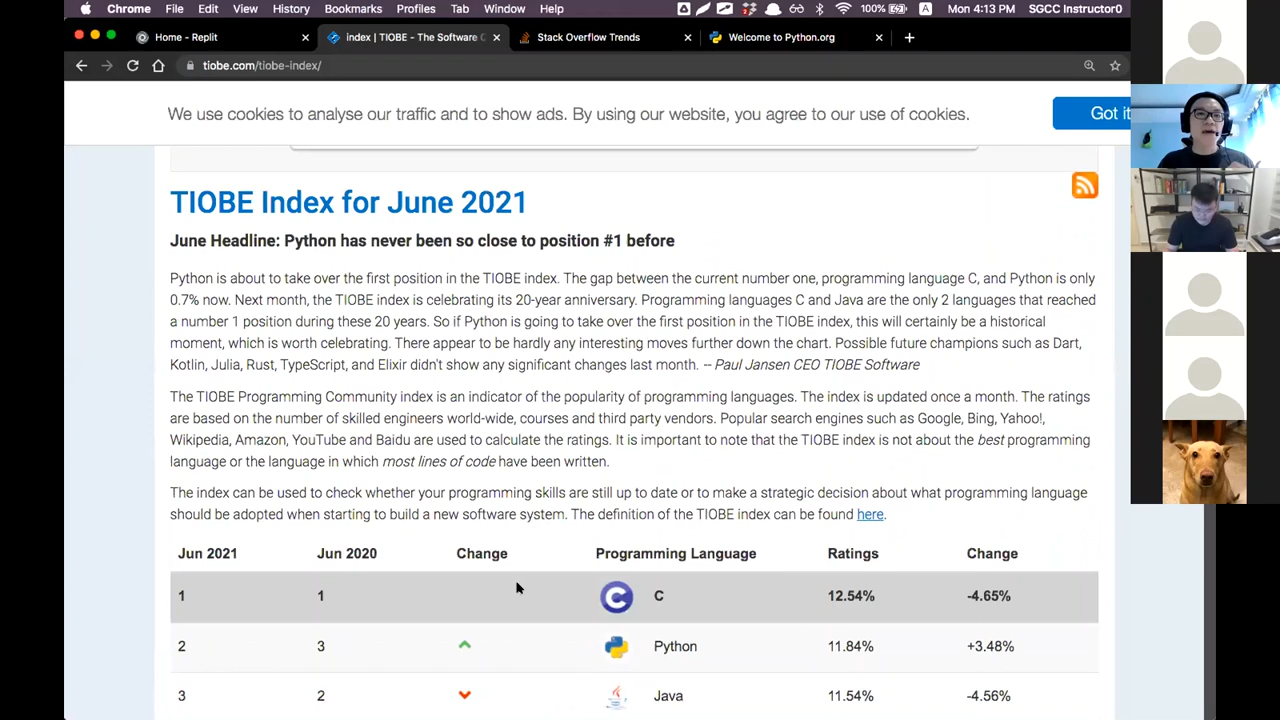 Chrome File Edit View History Bookmarks Profiles Tab Window Help 100% A Mon 4:13 PM SGCC Instructor0
Home - Replit index | TIOBE - The Software C Stack Overflow Trends Welcome to Python.org
tiobe.com/tiobe-index/
We use cookies to analyse our traffic and to show ads. By using our website, you agree to our use of cookies. Got it
TIOBE Index for June 2021
June Headline: Python has never been so close to position #1 before
Python is about to take over the first position in the TIOBE index. The gap between the current number one, programming language C, and Python is only
0.7% now. Next month, the TIOBE index is celebrating its 20-year anniversary. Programming languages C and Java are the only 2 languages that reached
a number 1 position during these 20 years. So if Python is going to take over the first position in the TIOBE index, this will certainly be a historical
moment, which is worth celebrating. There appear to be hardly any interesting moves further down the chart. Possible future champions such as Dart,
Kotlin, Julia, Rust, TypeScript, and Elixir didn't show any significant changes last month. -- Paul Jansen CEO TIOBE Software
The TIOBE Programming Community index is an indicator of the popularity of programming languages. The index is updated once a month. The ratings
are based on the number of skilled engineers world-wide, courses and third party vendors. Popular search engines such as Google, Bing, Yahoo!,
Wikipedia, Amazon, YouTube and Baidu are used to calculate the ratings. It is important to note that the TIOBE index is not about the best programming
language or the language in which most lines of code have been written.
The index can be used to check whether your programming skills are still up to date or to make a strategic decision about what programming language
should be adopted when starting to build a new software system. The definition of the TIOBE index can be found here.
Jun 2021 Jun 2020 Change Programming Language Ratings Change
1 1 C C 12.54% -4.65%
2 3 Python 11.84% +3.48%
3 2 Java 11.54% -4.56%